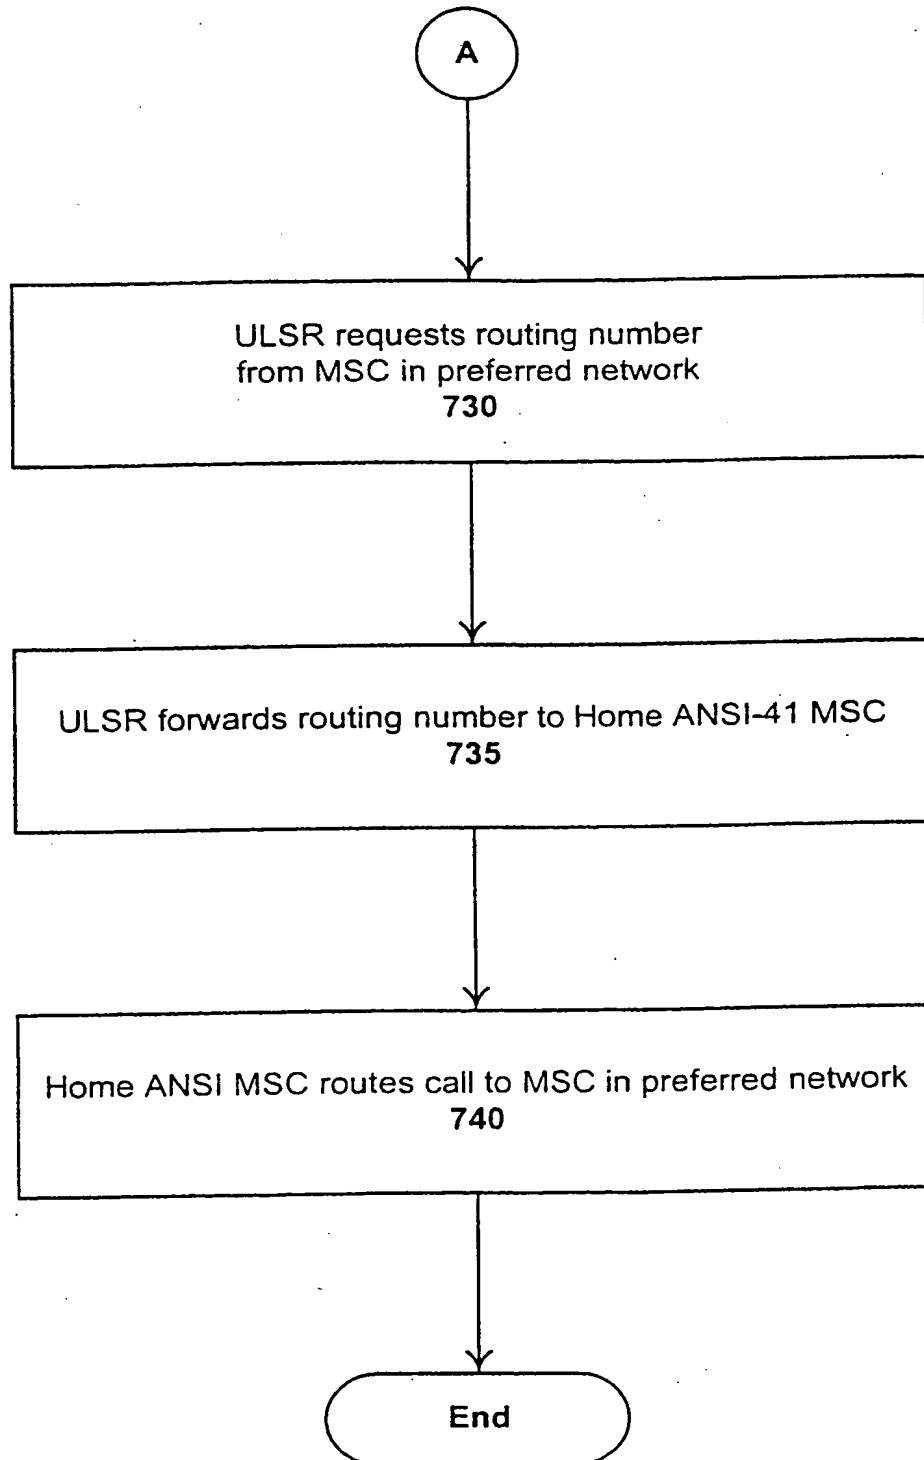 A
ULSR requests routing number
from MSC in preferred network
730
ULSR forwards routing number to Home ANSI-41 MSC
735
Home ANSI MSC routes call to MSC in preferred network
740
End